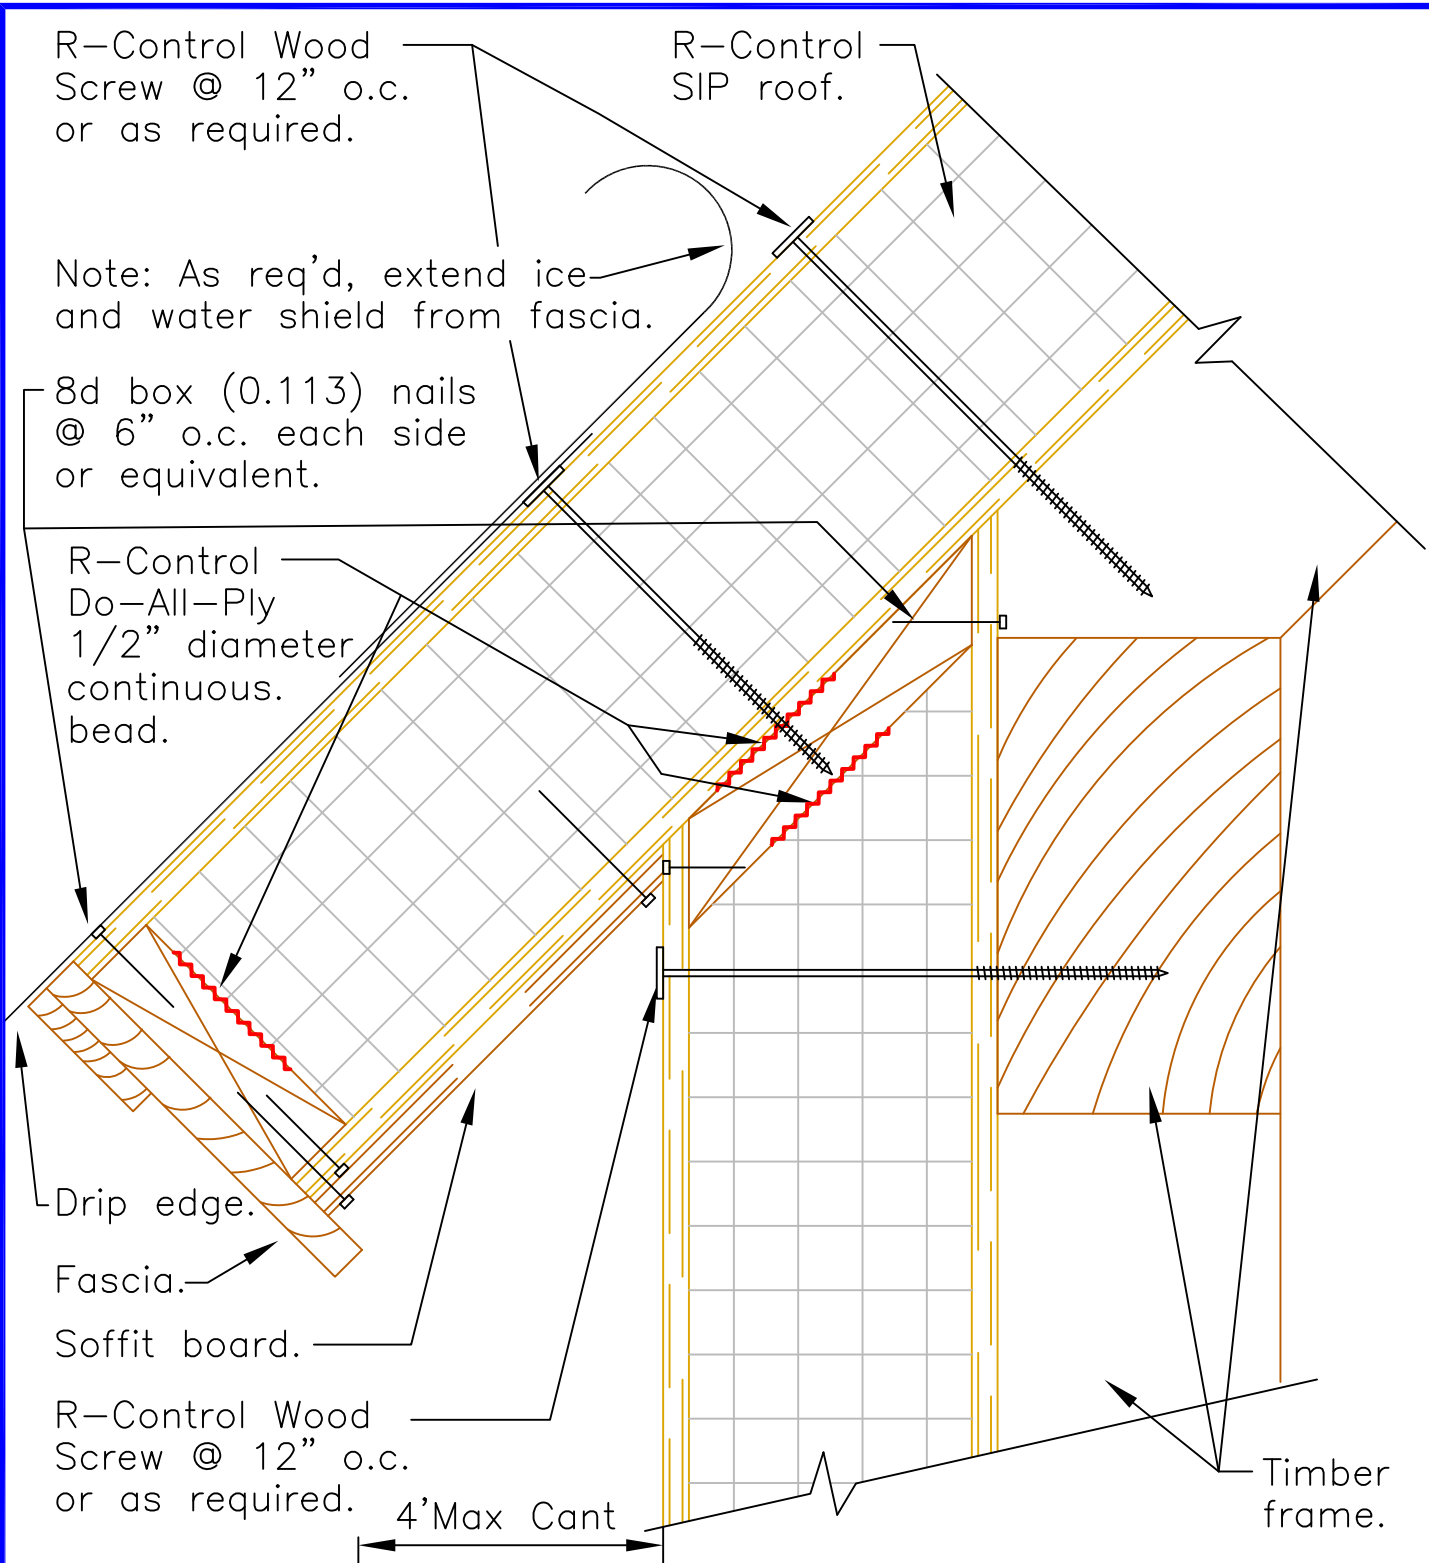 R-Control Wood
Screw @ 12” o.c.
or as required.
R-Control
SIP roof.
Note: As req'd, extend ice
and water shield from fascia.
8d box (0.113) nails
@ 6” o.c. each side
or equivalent.
R-Control
Do-All-Ply
1/2” diameter
continuous.
bead.
Drip edge.
Fascia.
Soffit board.
R-Control Wood
Screw @ 12” o.c.
or as required.
4'Max Cant
Timber
frame.